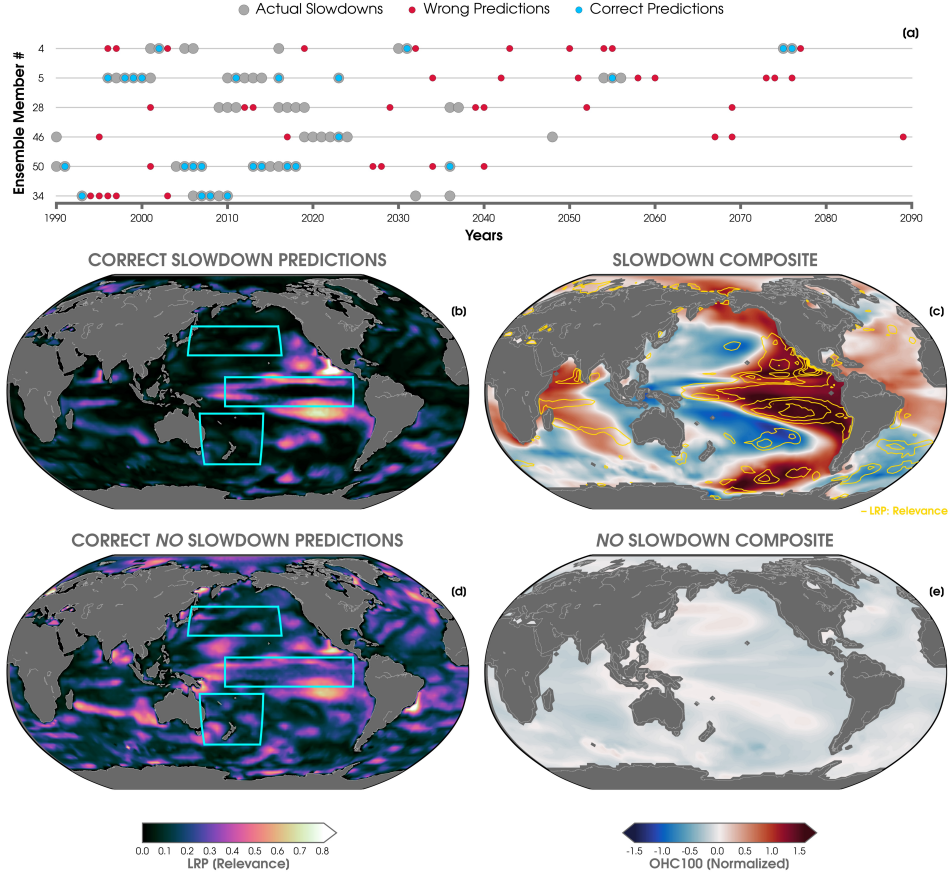 Actual Slowdowns Wrong Predictions Correct Predictions
[a]
Ensemble Member #
4
5
28
46
50
34
1990 2000 2010 2020 2030 2040 2050 2060 2070 2080 2090
Years
CORRECT SLOWDOWN PREDICTIONS
[b]
SLOWDOWN COMPOSITE
[c]
– LRP: Relevance
CORRECT NO SLOWDOWN PREDICTIONS
[d]
NO SLOWDOWN COMPOSITE
[e]
0.0 0.1 0.2 0.3 0.4 0.5 0.6 0.7 0.8
LRP [Relevance]
-1.5 -1.0 -0.5 0.0 0.5 1.0 1.5
OHC100 [Normalized]